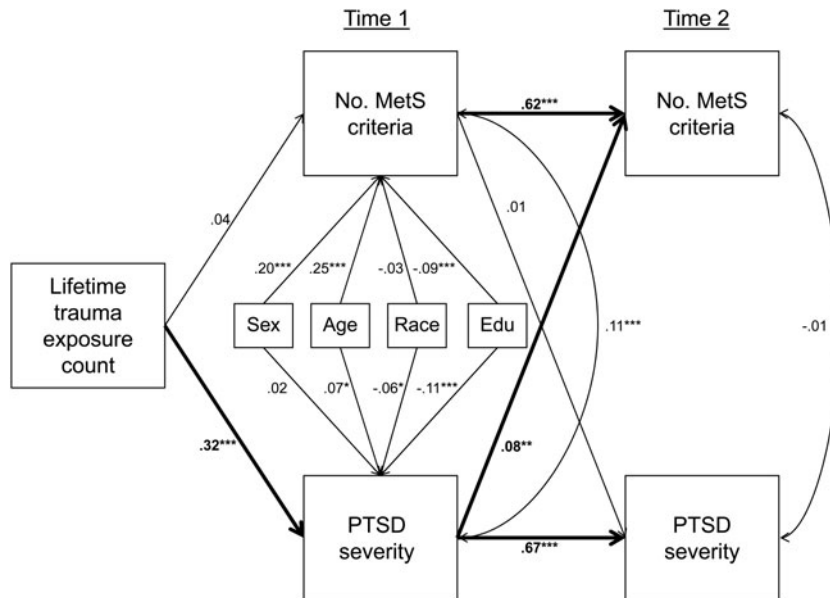 Time 1
Time 2
No. MetS
criteria
No. MetS
criteria
.62***
.04
.01
.20***
.25***
-.03
-.09***
Lifetime
trauma
exposure
count
Sex
Age
Race
Edu
.11***
-.01
.02
.07*
-.06*
-.11***
.32***
.08**
PTSD
severity
PTSD
severity
.67***